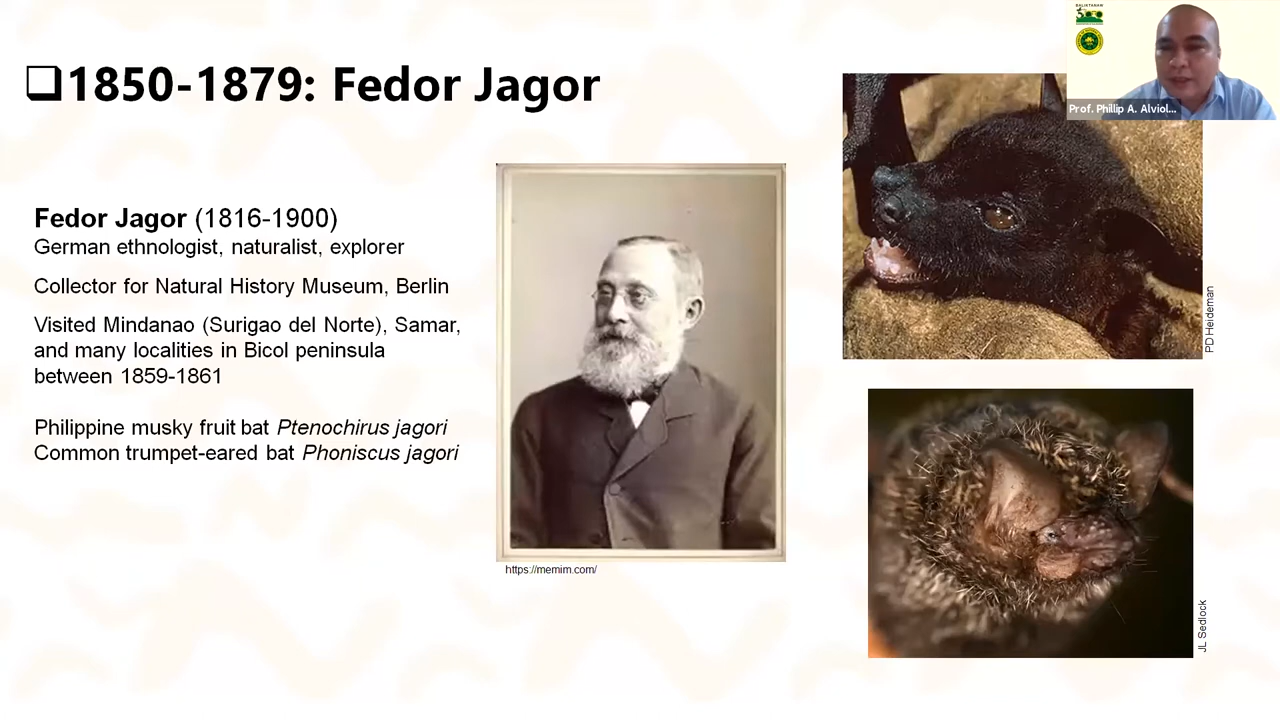 ❑1850-1879: Fedor Jagor
Fedor Jagor (1816-1900)
German ethnologist, naturalist, explorer
Collector for Natural History Museum, Berlin
Visited Mindanao (Surigao del Norte), Samar,
and many localities in Bicol peninsula
between 1859-1861
Philippine musky fruit bat Ptenochirus jagori
Common trumpet-eared bat Phoniscus jagori
https://memim.com/
PD Heideman
JL Sedlock
Prof. Phillip A. Alviol...